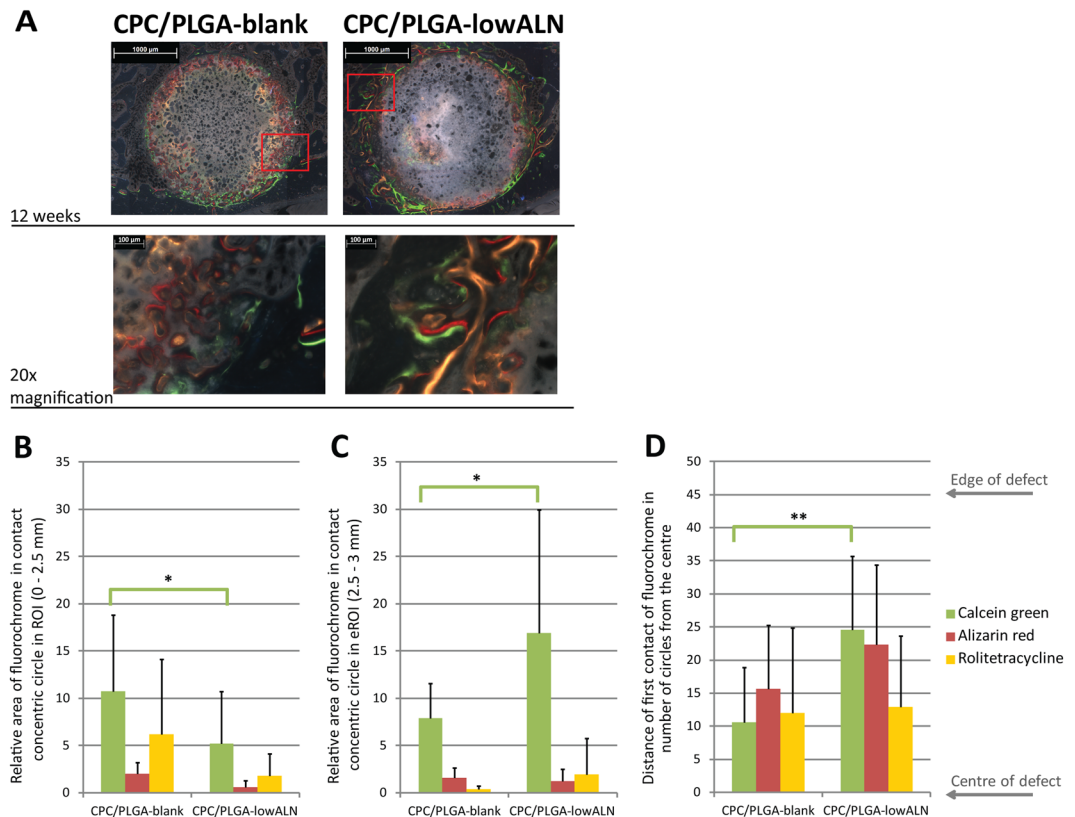 A
CPC/PLGA-blank
CPC/PLGA-lowALN
1000 µm
1000 µm
12 weeks
100 µm
100 µm
20x
magnification
B
Relative area of fluorochrome in contact
concentric circle in ROI (0 - 2.5 mm)
35
30
25
20
15
10
5
0
*
CPC/PLGA-blank
CPC/PLGA-lowALN
C
Relative area of fluorochrome in contact
concentric circle in eROI (2.5 - 3 mm)
35
30
25
20
15
10
5
0
*
CPC/PLGA-blank
CPC/PLGA-lowALN
D
Distance of first contact of fluorochrome in
number of circles from the centre
50
45
40
35
30
25
20
15
10
5
0
**
CPC/PLGA-blank
CPC/PLGA-lowALN
Edge of defect
Calcein green
Alizarin red
Rolitetracycline
Centre of defect